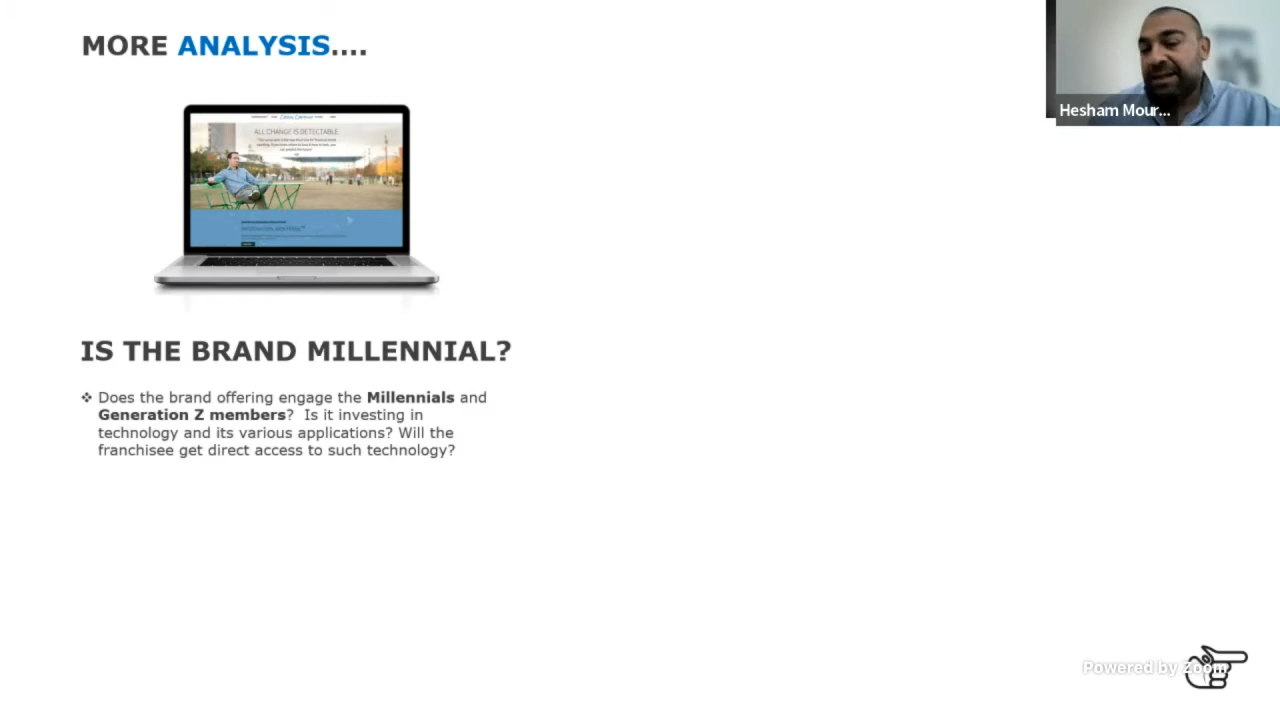 MORE ANALYSIS....
Hesham Mour...
ALL CHANGE IS DETECTABLE
IS THE BRAND MILLENNIAL?
❖ Does the brand offering engage the Millennials and
Generation Z members?  Is it investing in
technology and its various applications? Will the
franchisee get direct access to such technology?
Powered by Zoom